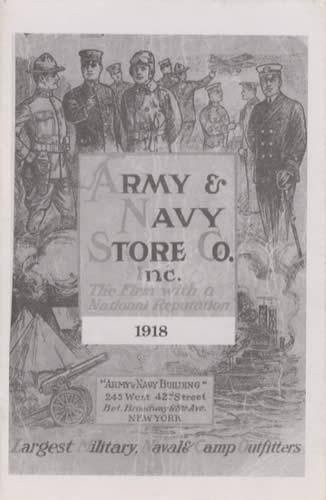 ARMY &
NAVY
STORE CO.
Inc.
The Firm with a
National Reputation
1918
"ARMY & NAVY BUILDING"
245 West 42nd Street
Bet. Broadway & 8th Ave.
NEW YORK
Largest Military, Naval & Camp Outfitters